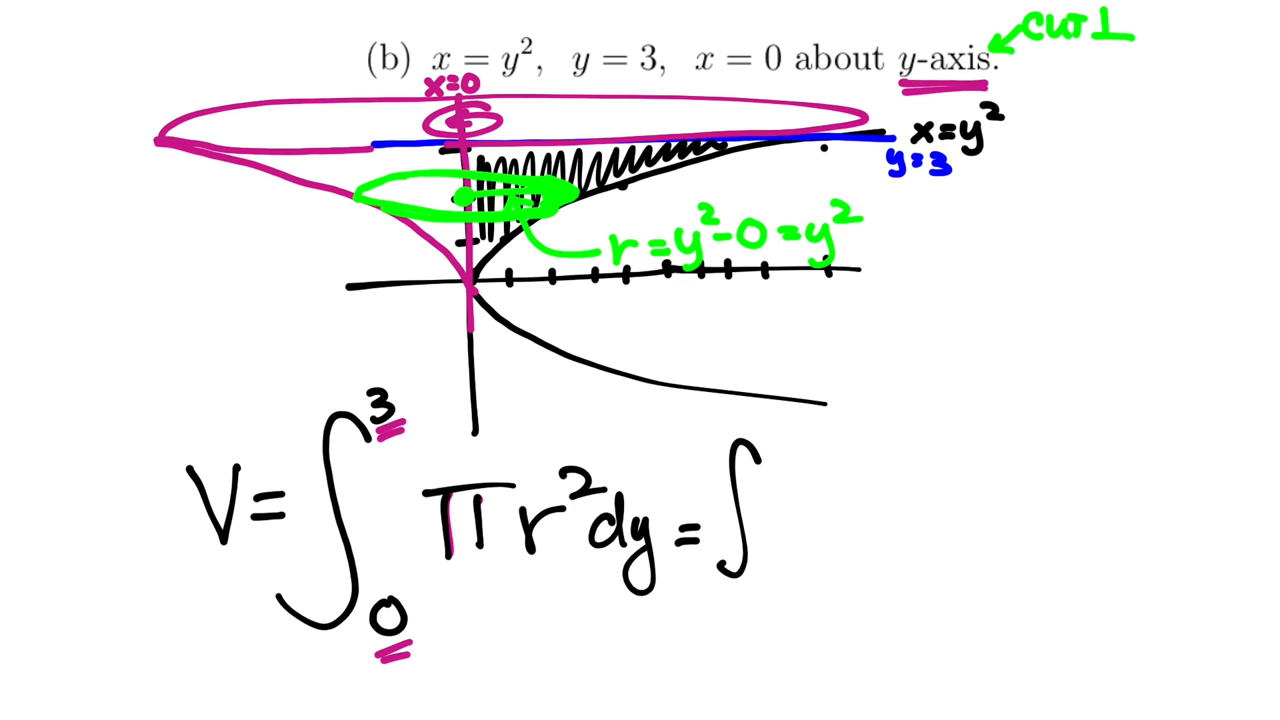 cut ⊥
(b) x = y², y = 3, x = 0 about y-axis.
x=0
x=y²
y=3
r=y²-0=y²
V=∫₀³ πr²dy=∫